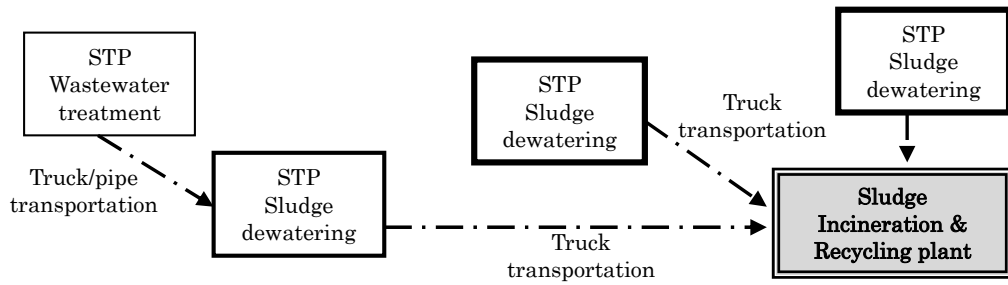 STP
Wastewater
treatment
Truck/pipe
transportation
STP
Sludge
dewatering
Truck
transportation
STP
Sludge
dewatering
Truck
transportation
STP
Sludge
dewatering
Sludge
Incineration &
Recycling plant